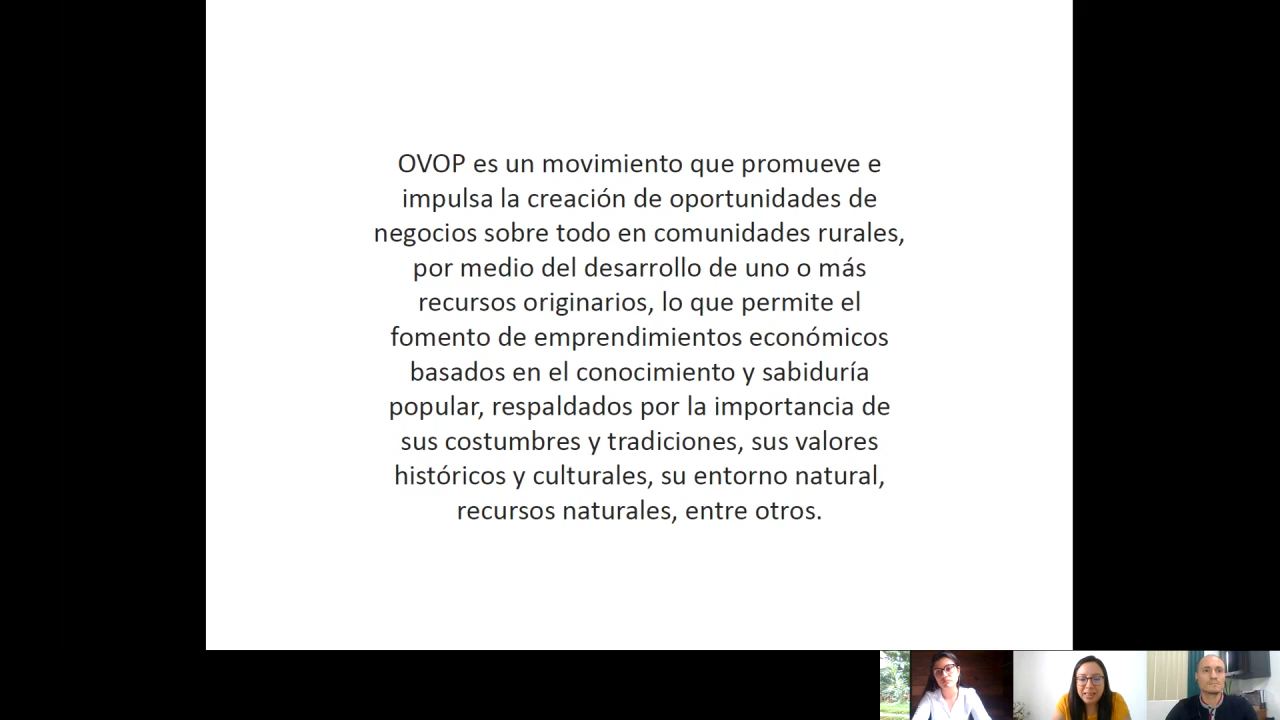 OVOP es un movimiento que promueve e
impulsa la creación de oportunidades de
negocios sobre todo en comunidades rurales,
por medio del desarrollo de uno o más
recursos originarios, lo que permite el
fomento de emprendimientos económicos
basados en el conocimiento y sabiduría
popular, respaldados por la importancia de
sus costumbres y tradiciones, sus valores
históricos y culturales, su entorno natural,
recursos naturales, entre otros.